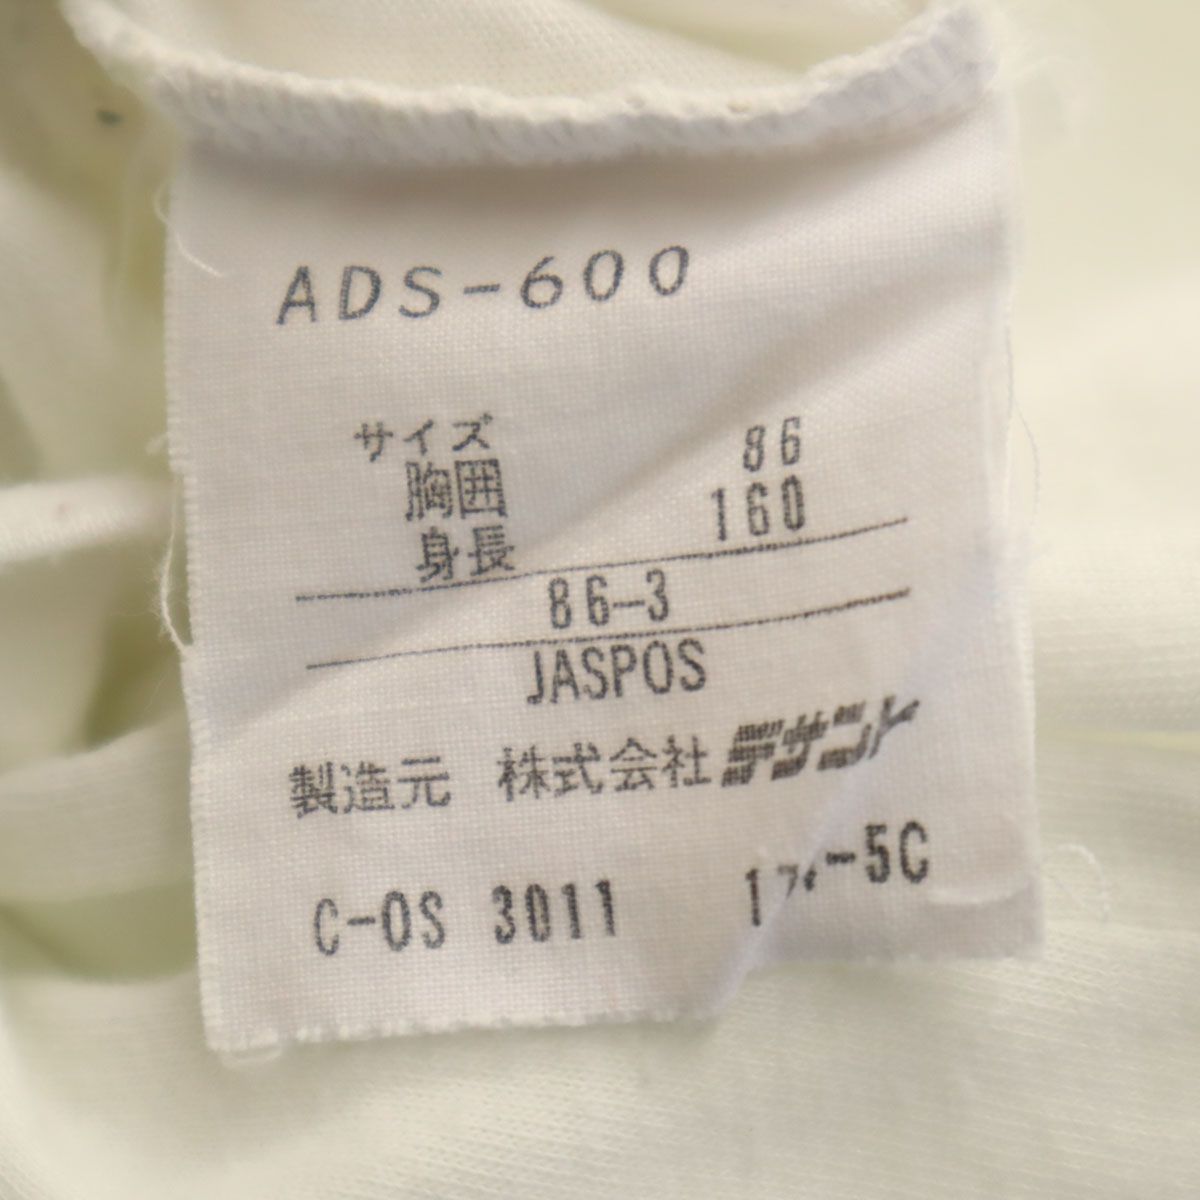 ADS-600
サイズ
胸囲 86
身長 160
86-3
JASPOS
製造元 株式会社デサント
C-OS 3011